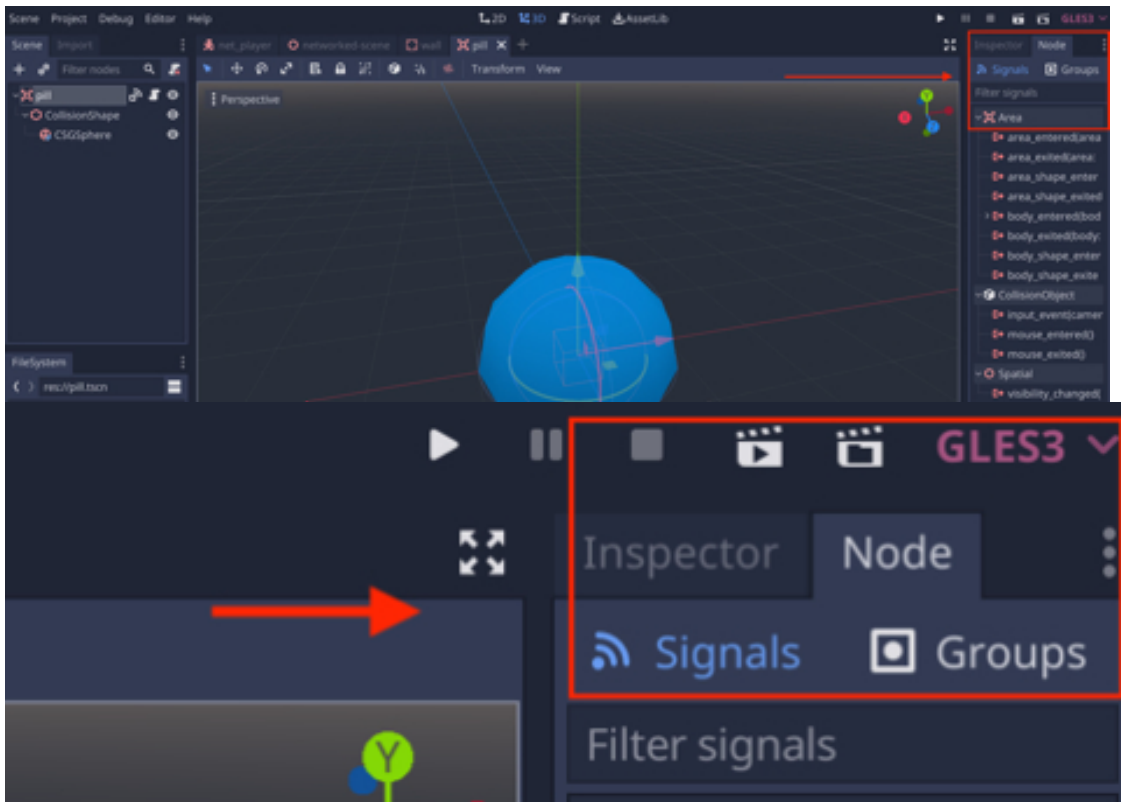 Scene Project Debug Editor Help 2D 3D Script AssetLib GLES3
Scene Import net_player networked-scene wall pill Inspector Node
Filter nodes Transform View Signals Groups
pill Perspective Y Filter signals
CollisionShape Area
CSGSphere area_entered(area
area_exited(area:
area_shape_enter
area_shape_exited
body_entered(bod
body_exited(body:
body_shape_enter
body_shape_exite
CollisionObject
input_event(camer
mouse_entered()
FileSystem mouse_exited()
Spatial
res://pill.tscn visibility_changed(
GLES3
Inspector Node
Signals Groups
Filter signals
Y